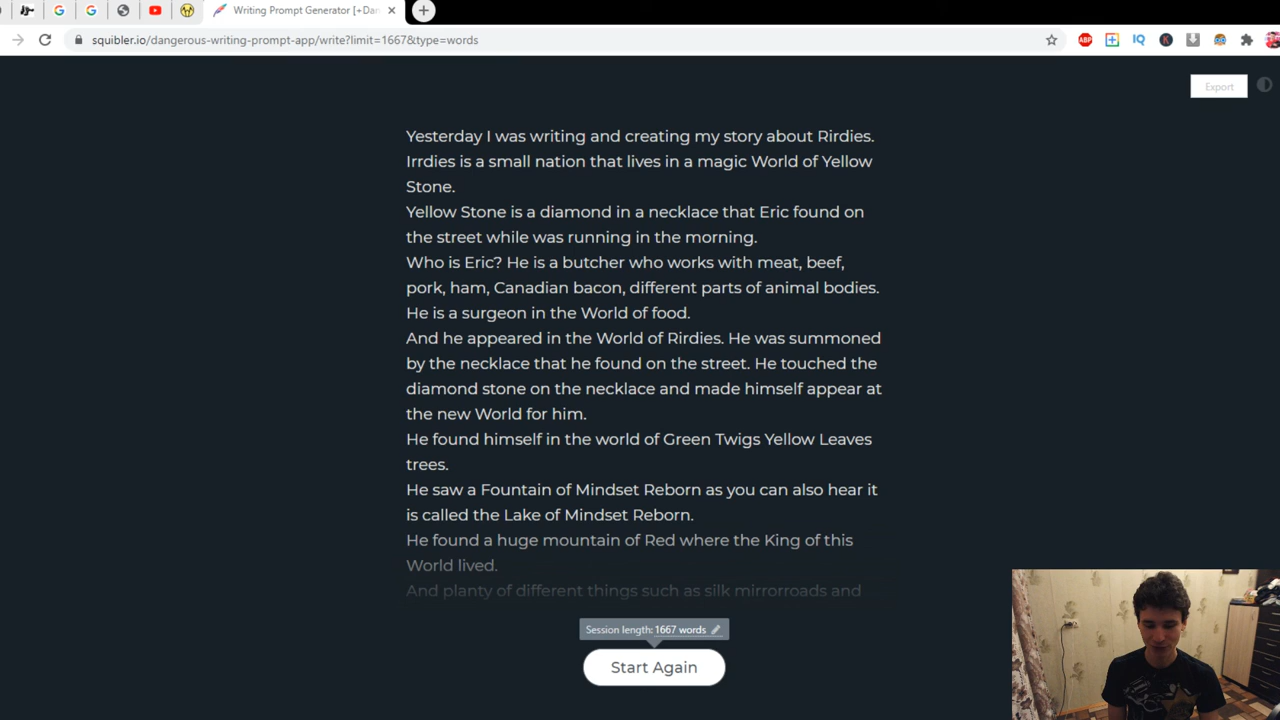 Writing Prompt Generator [+Dan
squibler.io/dangerous-writing-prompt-app/write?limit=1667&type=words
ABP
IQ
K
Export
Yesterday I was writing and creating my story about Rirdies.
Irrdies is a small nation that lives in a magic World of Yellow
Stone.
Yellow Stone is a diamond in a necklace that Eric found on
the street while was running in the morning.
Who is Eric? He is a butcher who works with meat, beef,
pork, ham, Canadian bacon, different parts of animal bodies.
He is a surgeon in the World of food.
And he appeared in the World of Rirdies. He was summoned
by the necklace that he found on the street. He touched the
diamond stone on the necklace and made himself appear at
the new World for him.
He found himself in the world of Green Twigs Yellow Leaves
trees.
He saw a Fountain of Mindset Reborn as you can also hear it
is called the Lake of Mindset Reborn.
He found a huge mountain of Red where the King of this
World lived.
And planty of different things such as silk mirrorroads and
Session length: 1667 words
Start Again